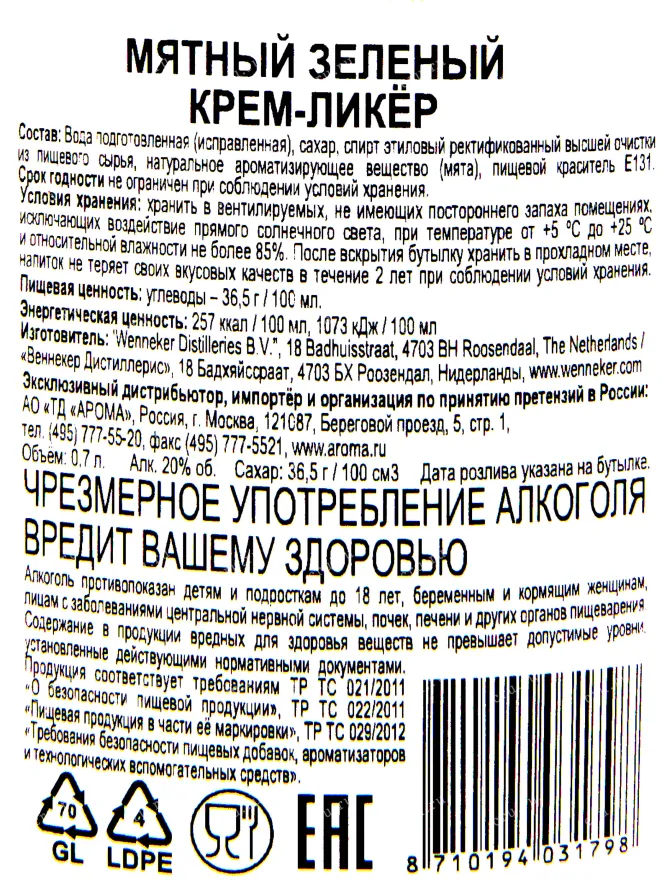 МЯТНЫЙ ЗЕЛЕНЫЙ
КРЕМ-ЛИКЁР
Состав: Вода подготовленная (исправленная), сахар, спирт этиловый ректификованный высшей очистки
из пищевого сырья, натуральное ароматизирующее вещество (мята), пищевой краситель Е131.
Срок годности не ограничен при соблюдении условий хранения.
Условия хранения: хранить в вентилируемых, не имеющих постороннего запаха помещениях,
исключающих воздействие прямого солнечного света, при температуре от +5 °С до +25 °С
и относительной влажности не более 85%. После вскрытия бутылку хранить в прохладном месте,
напиток не теряет своих вкусовых качеств в течение 2 лет при соблюдении условий хранения.
Пищевая ценность: углеводы – 36,5 г / 100 мл.
Энергетическая ценность: 257 ккал / 100 мл, 1073 кДж / 100 мл
Изготовитель: "Wenneker Distilleries B.V.", 18 Badhuisstraat, 4703 BH Roosendaal, The Netherlands /
«Веннекер Дистиллерис», 18 Бадхяйссраат, 4703 БХ Роозендал, Нидерланды, www.wenneker.com
Эксклюзивный дистрибьютор, импортёр и организация по принятию претензий в России:
АО «ТД «АРОМА», Россия, г. Москва, 121087, Береговой проезд, 5, стр. 1,
тел. (495) 777-55-20, факс (495) 777-5521, www.aroma.ru
Объём: 0.7 л. Алк. 20% об. Сахар: 36,5 г / 100 см3 Дата розлива указана на бутылке.
ЧРЕЗМЕРНОЕ УПОТРЕБЛЕНИЕ АЛКОГОЛЯ
ВРЕДИТ ВАШЕМУ ЗДОРОВЬЮ
Алкоголь противопоказан детям и подросткам до 18 лет, беременным и кормящим женщинам,
лицам с заболеваниями центральной нервной системы, почек, печени и других органов пищеварения.
Содержание в продукции вредных для здоровья веществ не превышает допустимые уровни,
установленные действующими нормативными документами.
Продукция соответствует требованиям ТР ТС 021/2011
«О безопасности пищевой продукции», ТР ТС 022/2011
«Пищевая продукция в части её маркировки», ТР ТС 029/2012
«Требования безопасности пищевых добавок, ароматизаторов
и технологических вспомогательных средств».
70
GL
4
LDPE
EAC
8 710194 031798